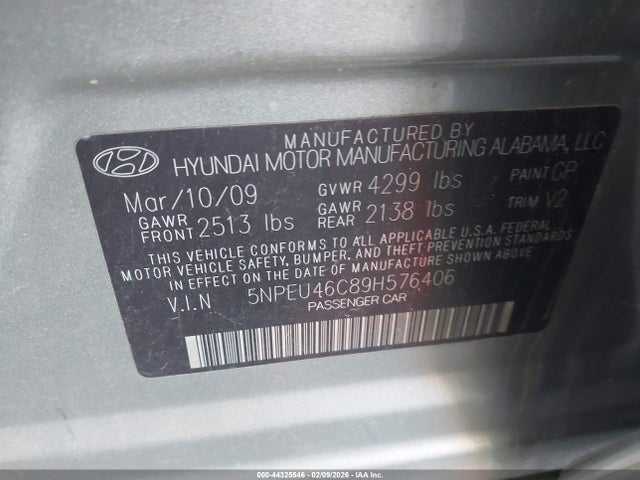 MANUFACTURED BY
HYUNDAI MOTOR MANUFACTURING ALABAMA, LLC
Mar/10/09 GVWR 4299 lbs PAINT GP
GAWR FRONT 2513 lbs GAWR REAR 2138 lbs TRIM V2
THIS VEHICLE CONFORMS TO ALL APPLICABLE U.S.A. FEDERAL
MOTOR VEHICLE SAFETY, BUMPER, AND THEFT PREVENTION STANDARDS
IN EFFECT ON THE DATE OF MANUFACTURE SHOWN ABOVE
V.I.N 5NPEU46C89H576406
PASSENGER CAR
000-44325546 - 02/09/2026 - IAA Inc.